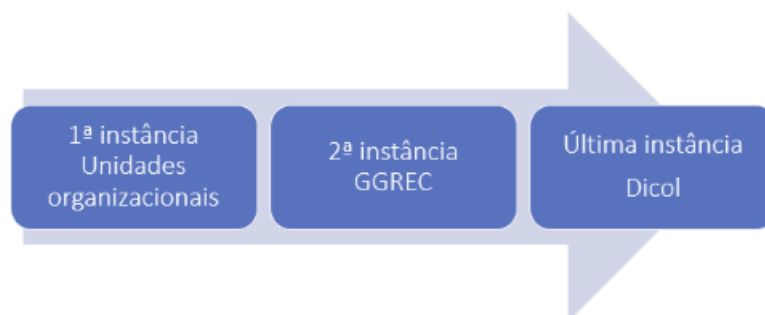 1ª instância
Unidades
organizacionais
2ª instância
GGREC
Última instância
Dicol